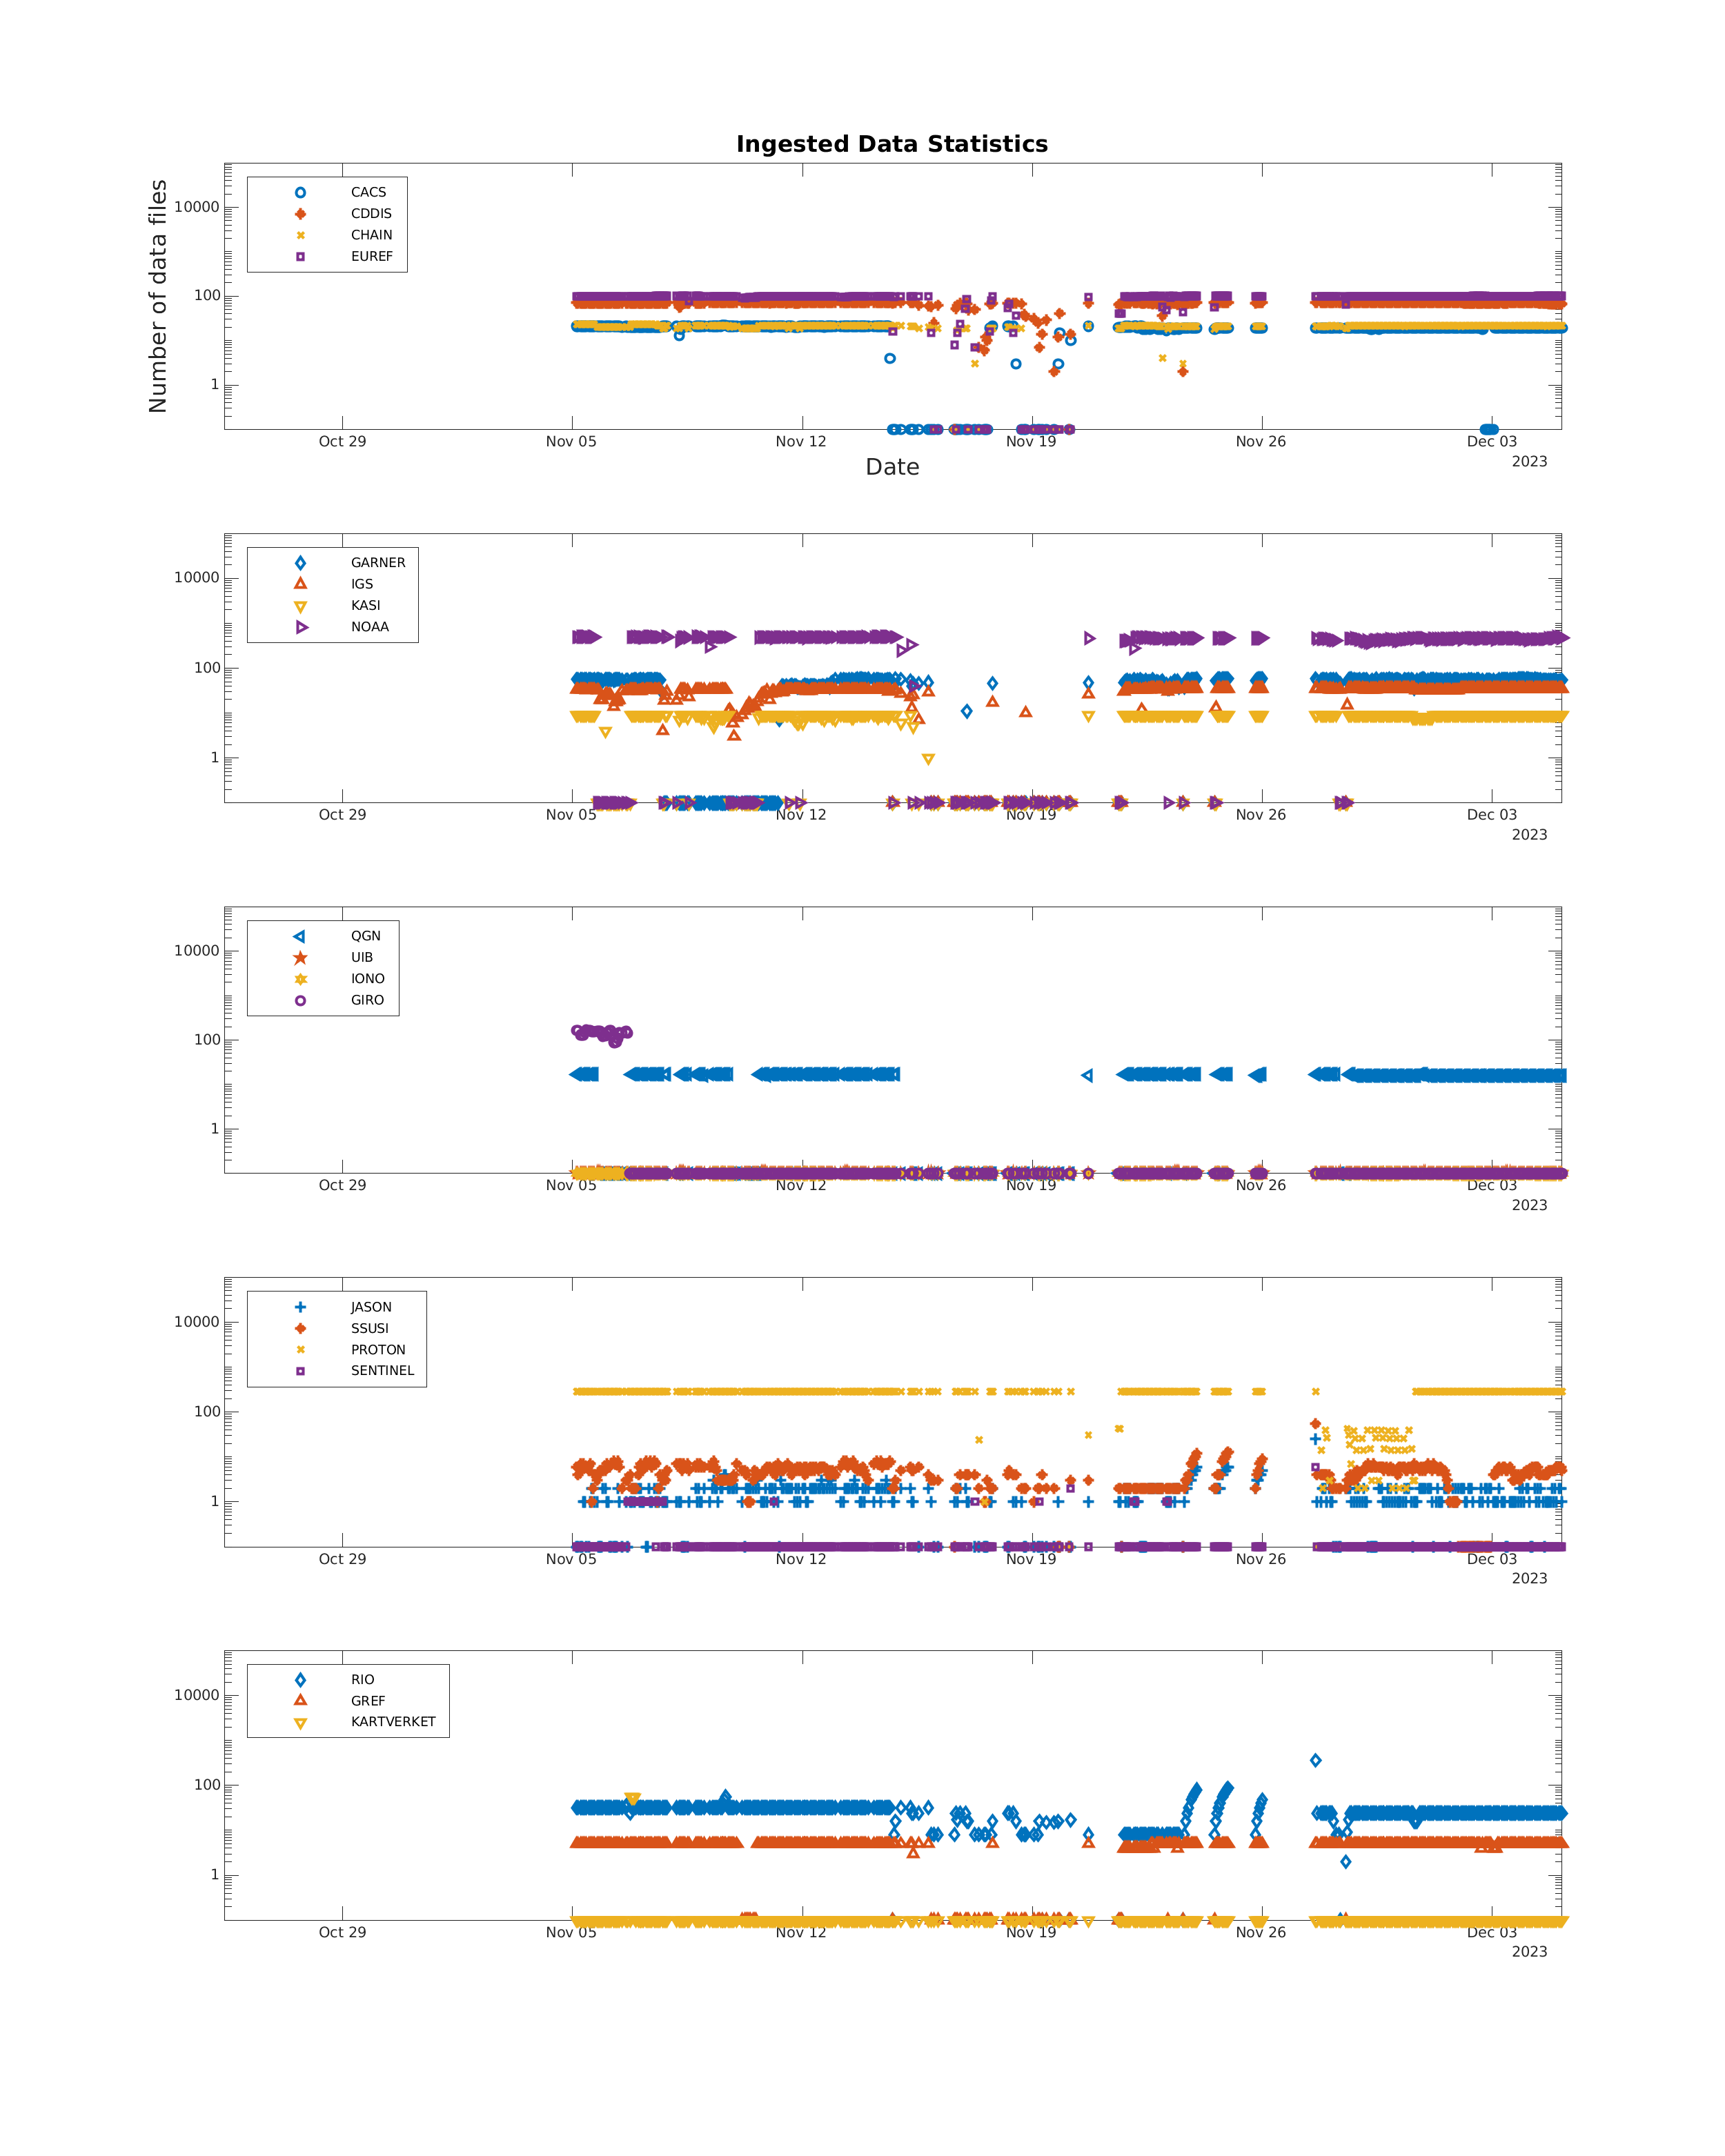 Ingested Data Statistics
Number of data files
CACS
CDDIS
CHAIN
EUREF
10000
100
1
Oct 29 Nov 05 Nov 12 Nov 19 Nov 26 Dec 03
2023
Date
GARNER
IGS
KASI
NOAA
10000
100
1
Oct 29 Nov 05 Nov 12 Nov 19 Nov 26 Dec 03
2023
QGN
UIB
IONO
GIRO
10000
100
1
Oct 29 Nov 05 Nov 12 Nov 19 Nov 26 Dec 03
2023
JASON
SSUSI
PROTON
SENTINEL
10000
100
1
Oct 29 Nov 05 Nov 12 Nov 19 Nov 26 Dec 03
2023
RIO
GREF
KARTVERKET
10000
100
1
Oct 29 Nov 05 Nov 12 Nov 19 Nov 26 Dec 03
2023